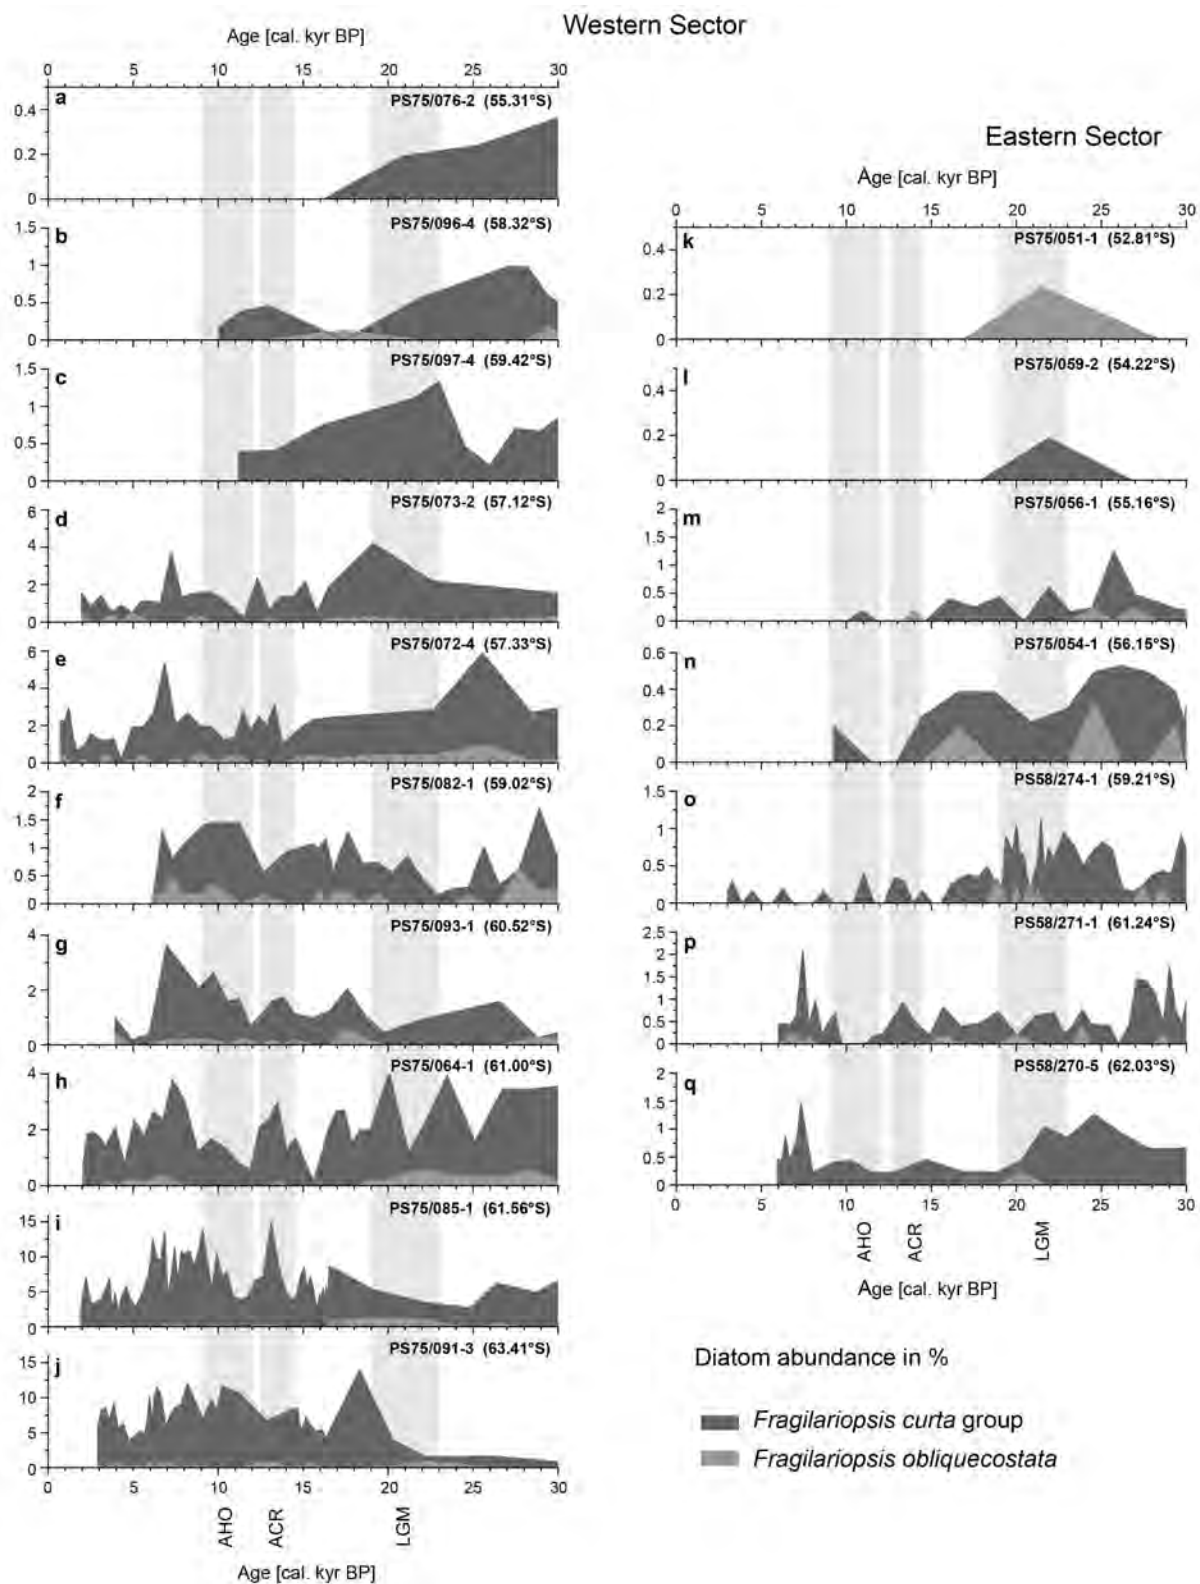 Western Sector
Age [cal. kyr BP]
0 5 10 15 20 25 30
a PS75/076-2 (55.31°S)
0.4
0.2
0
b PS75/096-4 (58.32°S)
1.5
1
0.5
0
c PS75/097-4 (59.42°S)
1.5
1
0.5
0
d PS75/073-2 (57.12°S)
6
4
2
0
e PS75/072-4 (57.33°S)
6
4
2
0
f PS75/082-1 (59.02°S)
2
1.5
1
0.5
0
g PS75/093-1 (60.52°S)
4
2
0
h PS75/064-1 (61.00°S)
4
2
0
i PS75/085-1 (61.56°S)
15
10
5
0
j PS75/091-3 (63.41°S)
15
10
5
0
0 5 10 15 20 25 30
AHO ACR LGM
Age [cal. kyr BP]
Eastern Sector
Age [cal. kyr BP]
0 5 10 15 20 25 30
k PS75/051-1 (52.81°S)
0.4
0.2
0
l PS75/059-2 (54.22°S)
0.4
0.2
0
m PS75/056-1 (55.16°S)
2
1.5
1
0.5
0
n PS75/054-1 (56.15°S)
0.6
0.4
0.2
0
o PS58/274-1 (59.21°S)
1.5
1
0.5
0
p PS58/271-1 (61.24°S)
2.5
2
1.5
1
0.5
0
q PS58/270-5 (62.03°S)
2
1.5
1
0.5
0
0 5 10 15 20 25 30
AHO ACR LGM
Age [cal. kyr BP]
Diatom abundance in %
Fragilariopsis curta group
Fragilariopsis obliquecostata